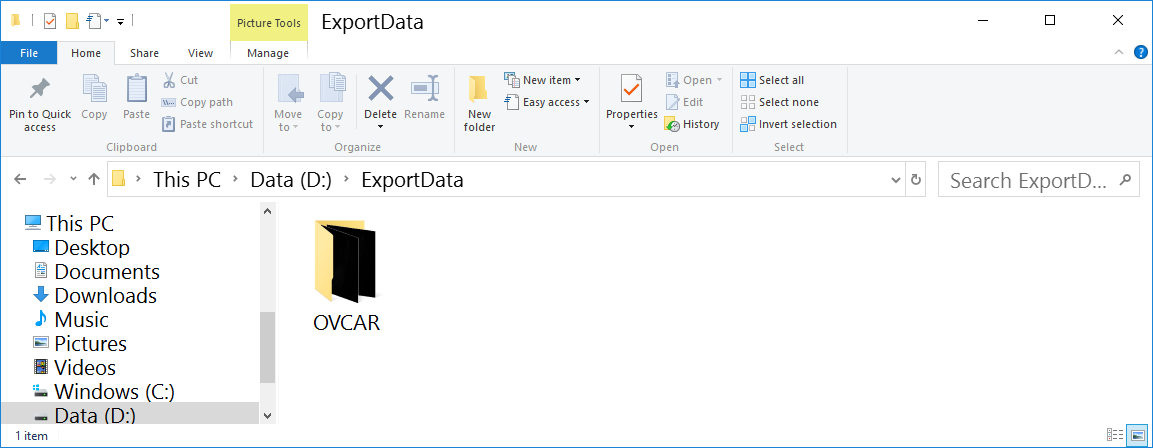 Picture Tools
ExportData
File
Home
Share
View
Manage
Pin to Quick access
Copy
Paste
Cut
Copy path
Paste shortcut
Clipboard
Move to
Copy to
Delete
Rename
Organize
New folder
New item
Easy access
New
Properties
Open
Edit
History
Open
Select all
Select none
Invert selection
Select
This PC > Data (D:) > ExportData
Search ExportD...
This PC
Desktop
Documents
Downloads
Music
Pictures
Videos
Windows (C:)
Data (D:)
OVCAR
1 item